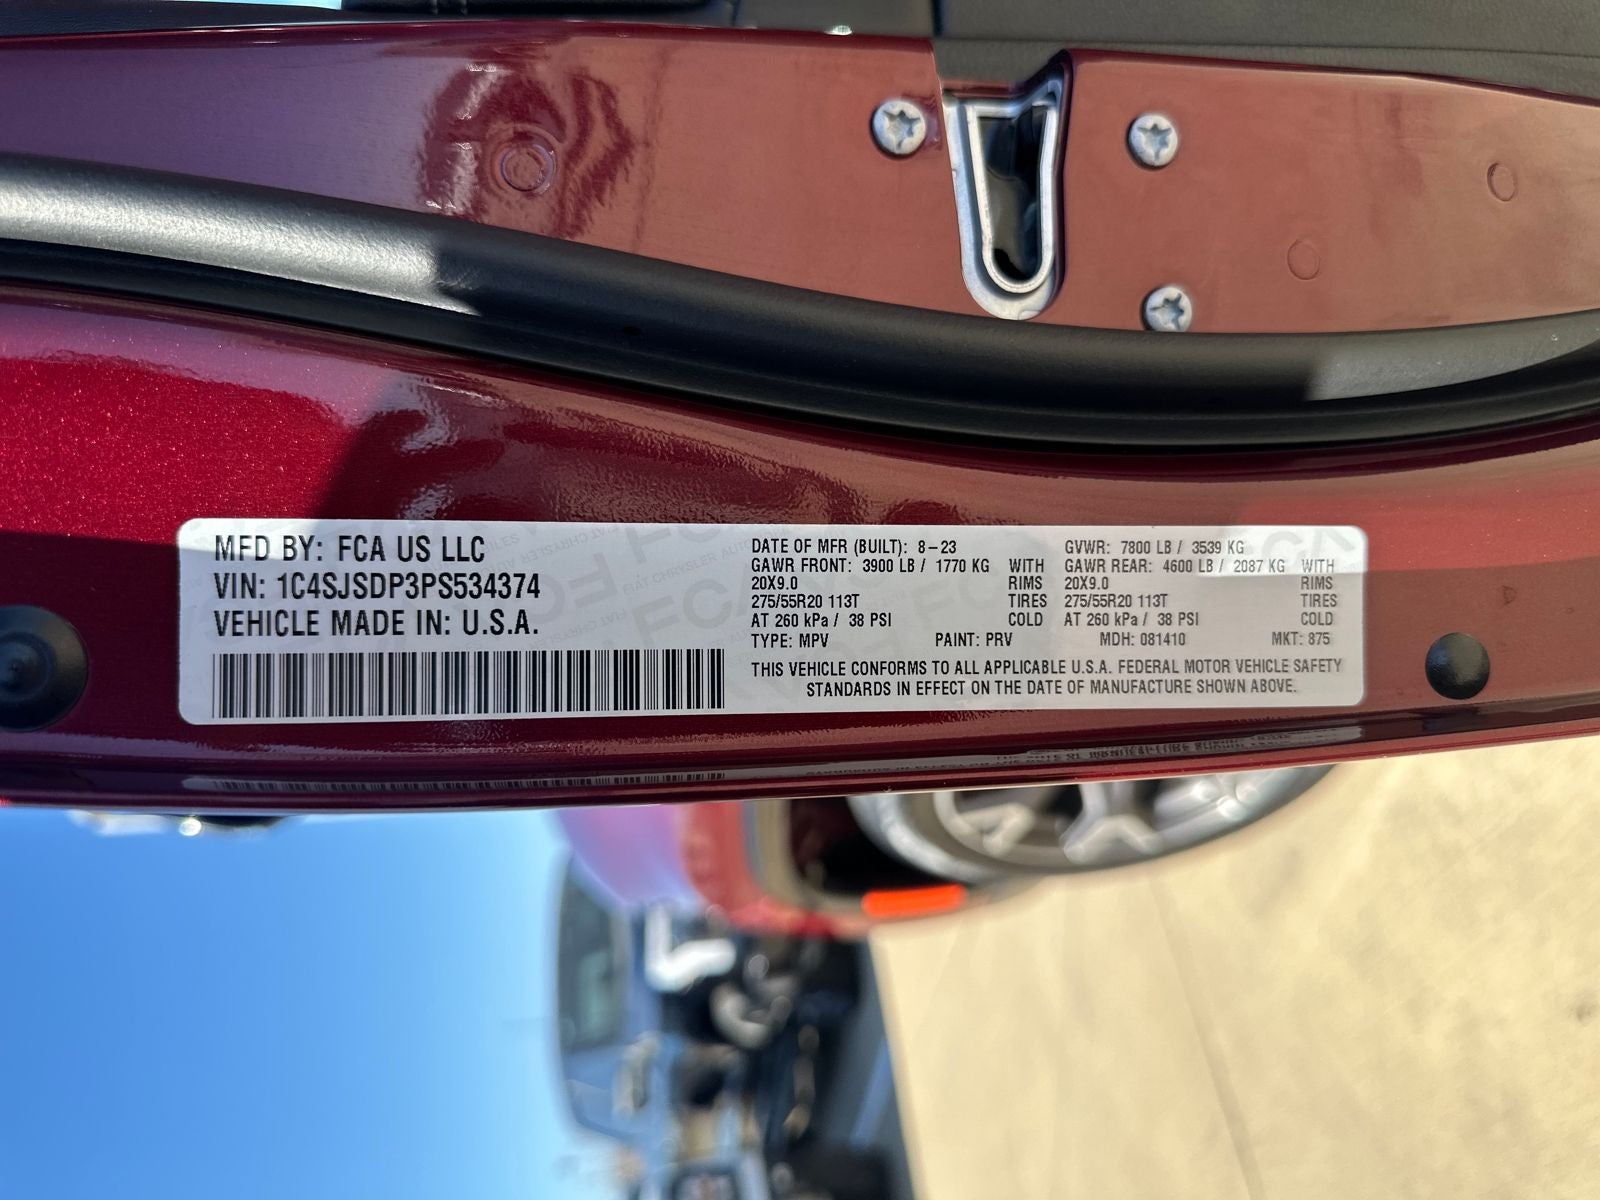 MFD BY: FCA US LLC
VIN: 1C4SJSDP3PS534374
VEHICLE MADE IN: U.S.A.
DATE OF MFR (BUILT): 8-23 GVWR: 7800 LB / 3539 KG
GAWR FRONT: 3900 LB / 1770 KG WITH GAWR REAR: 4600 LB / 2087 KG WITH
20X9.0 RIMS 20X9.0 RIMS
275/55R20 113T TIRES 275/55R20 113T TIRES
AT 260 kPa / 38 PSI COLD AT 260 kPa / 38 PSI COLD
TYPE: MPV PAINT: PRV MDH: 081410 MKT: 875
THIS VEHICLE CONFORMS TO ALL APPLICABLE U.S.A. FEDERAL MOTOR VEHICLE SAFETY
STANDARDS IN EFFECT ON THE DATE OF MANUFACTURE SHOWN ABOVE.